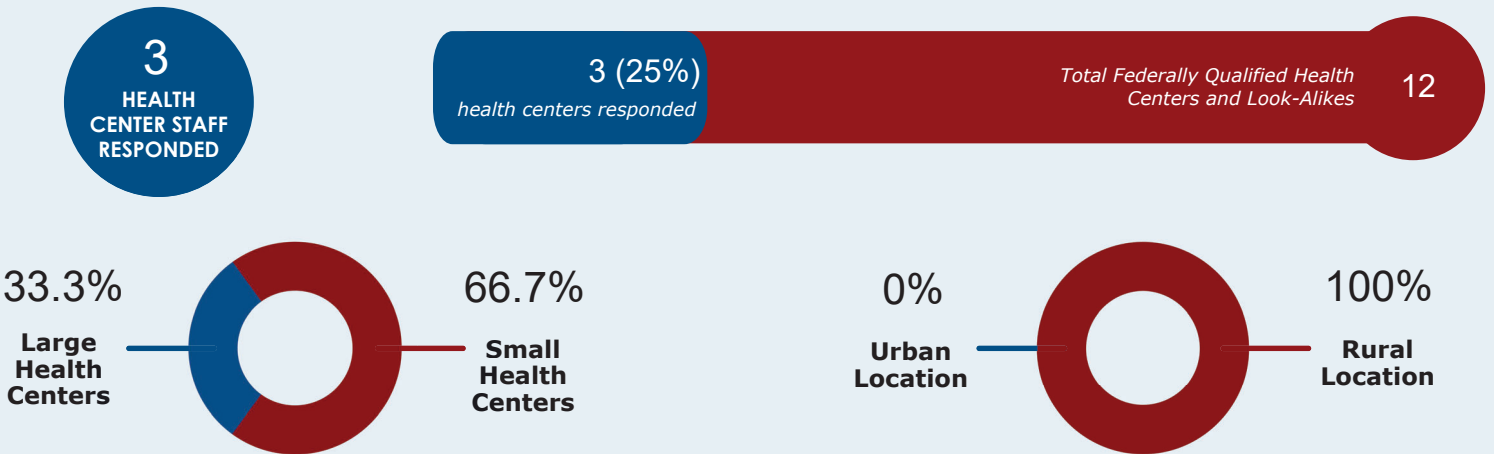 3
HEALTH
CENTER STAFF
RESPONDED
3 (25%)
health centers responded
Total Federally Qualified Health
Centers and Look-Alikes
12
33.3%
Large
Health
Centers
66.7%
Small
Health
Centers
0%
Urban
Location
100%
Rural
Location